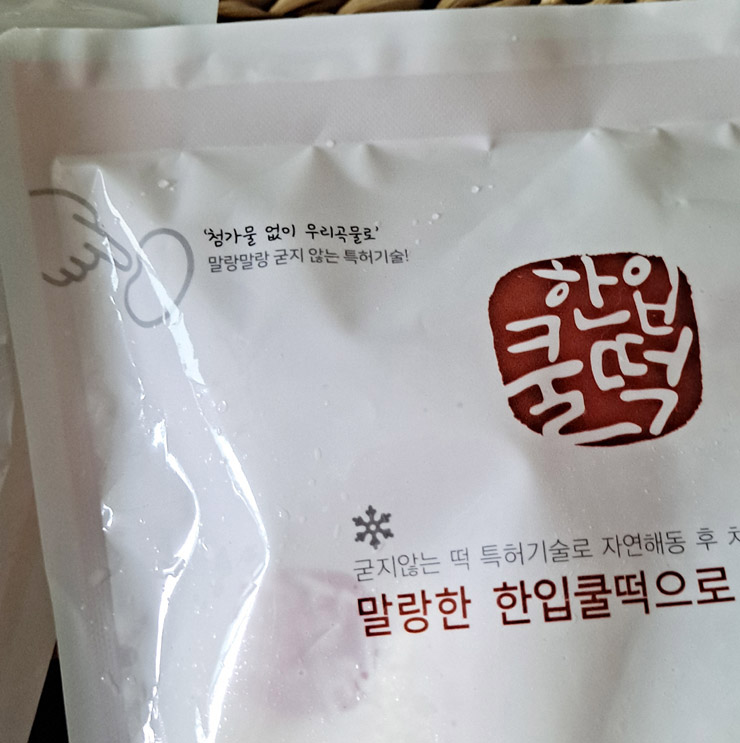 '첨가물 없이 우리곡물로'
말랑말랑 굳지 않는 특허기술!
한입
쿨떡
굳지않는 떡 특허기술로 자연해동 후
말랑한 한입쿨떡으로